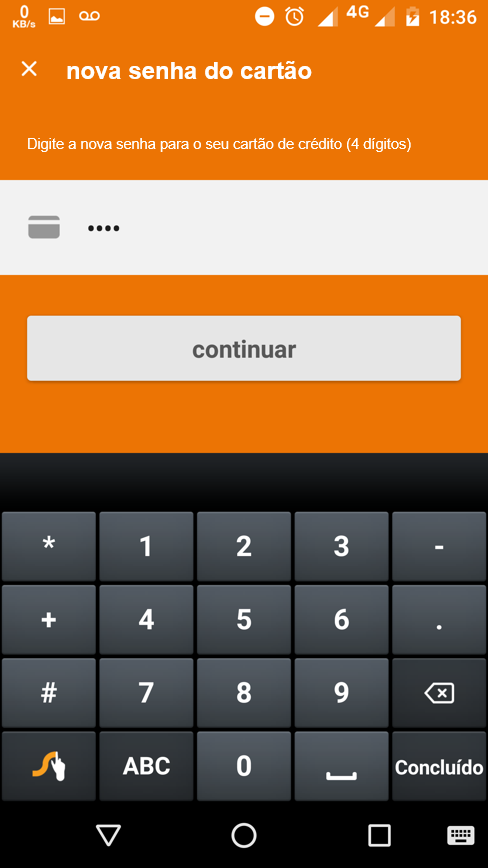 0
KB/s
4G
18:36
nova senha do cartão
Digite a nova senha para o seu cartão de crédito (4 dígitos)
••••
continuar
* 1 2 3 -
+ 4 5 6 .
# 7 8 9
ABC 0 Concluído